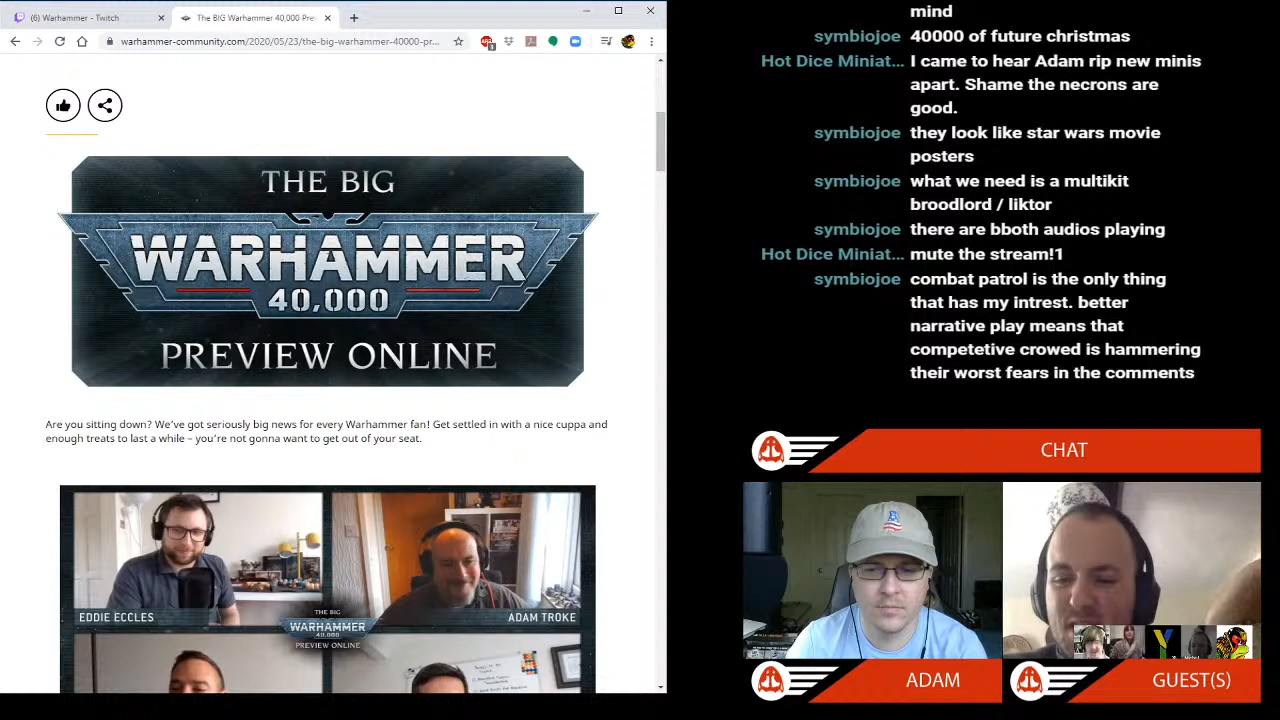 (6) Warhammer - Twitch
The BIG Warhammer 40,000 Pre
warhammer-community.com/2020/05/23/the-big-warhammer-40000-pr...
THE BIG
WARHAMMER
40,000
PREVIEW ONLINE
Are you sitting down? We've got seriously big news for every Warhammer fan! Get settled in with a nice cuppa and
enough treats to last a while – you're not gonna want to get out of your seat.
EDDIE ECCLES
ADAM TROKE
THE BIG
WARHAMMER
40,000
PREVIEW ONLINE
mind
symbiojoe 40000 of future christmas
Hot Dice Miniat... I came to hear Adam rip new minis
apart. Shame the necrons are
good.
symbiojoe they look like star wars movie
posters
symbiojoe what we need is a multikit
broodlord / liktor
symbiojoe there are bboth audios playing
Hot Dice Miniat... mute the stream!1
symbiojoe combat patrol is the only thing
that has my intrest. better
narrative play means that
competetive crowed is hammering
their worst fears in the comments
CHAT
ADAM
GUEST(S)